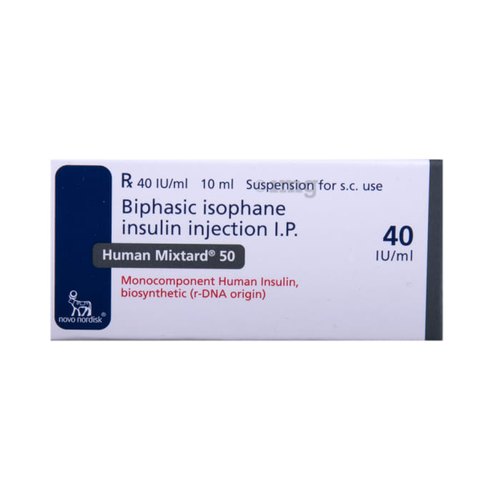 Rx 40 IU/ml 10 ml Suspension for s.c. use
Biphasic isophane
insulin injection I.P.
Human Mixtard® 50
40
IU/ml
Monocomponent Human Insulin,
biosynthetic (r-DNA origin)
novo nordisk®